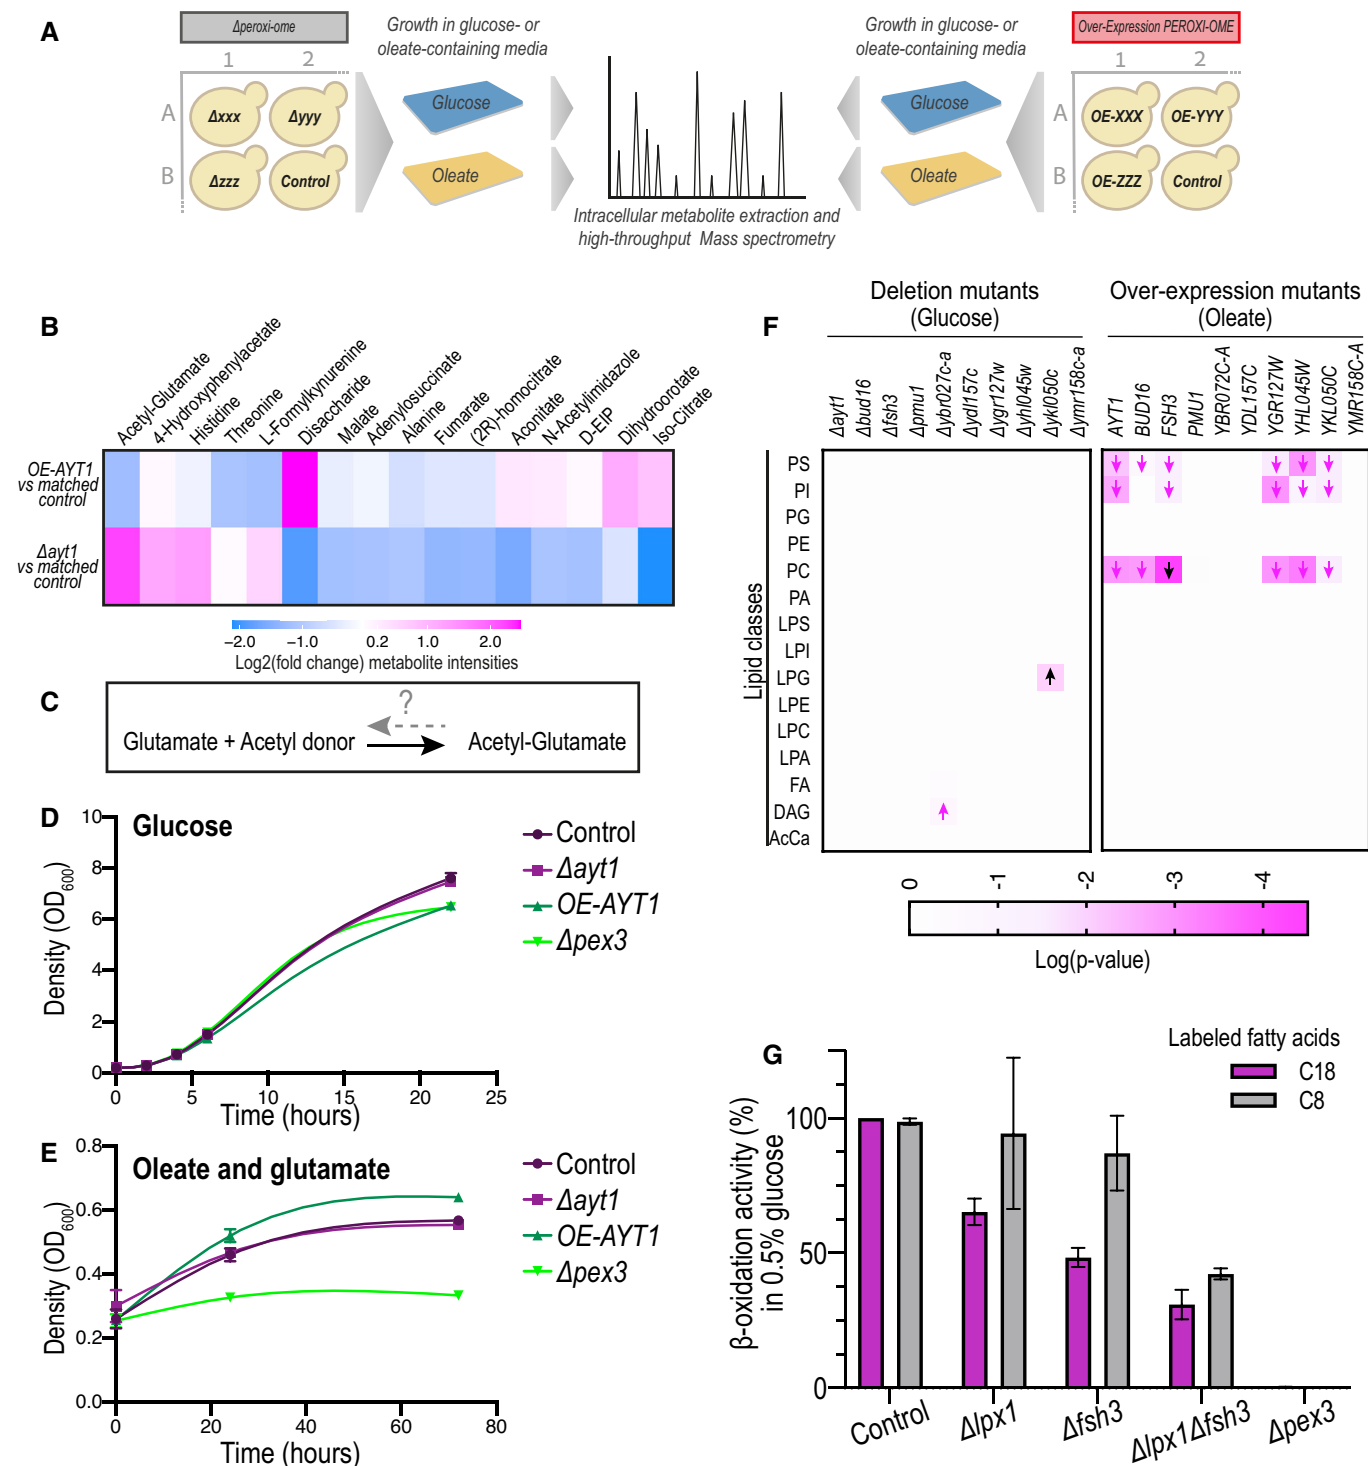 A
Δperoxi-ome
1 2
A
B
Δxxx
Δyyy
Δzzz
Control
Growth in glucose- or
oleate-containing media
Glucose
Oleate
Intracellular metabolite extraction and
high-throughput Mass spectrometry
Growth in glucose- or
oleate-containing media
Glucose
Oleate
Over-Expression PEROXI-OME
1 2
A
B
OE-XXX
OE-YYY
OE-ZZZ
Control
B
Acetyl-Glutamate
4-Hydroxyphenylacetate
Histidine
Threonine
L-Formylkynurenine
Disaccharide
Malate
Adenylosuccinate
Alanine
Fumarate
(2R)-homocitrate
Aconitate
N-Acetylimidazole
D-EIP
Dihydroorotate
Iso-Citrate
OE-AYT1
vs matched
control
Δayt1
vs matched
control
−2.0 −1.0 0.2 1.0 2.0
Log2(fold change) metabolite intensities
C
?
Glutamate + Acetyl donor
Acetyl-Glutamate
D
Glucose
Density (OD600)
10
8
6
4
2
0
0 5 10 15 20 25
Time (hours)
Control
Δayt1
OE-AYT1
Δpex3
E
Oleate and glutamate
Density (OD600)
0.8
0.6
0.4
0.2
0.0
0 20 40 60 80
Time (hours)
Control
Δayt1
OE-AYT1
Δpex3
F
Deletion mutants
(Glucose)
Over-expression mutants
(Oleate)
Δayt1
Δbud16
Δfsh3
Δpmu1
Δybr027c-a
Δydl157c
Δygr127w
Δyhl045w
Δykl050c
Δymr158c-a
AYT1
BUD16
FSH3
PMU1
YBR072C-A
YDL157C
YGR127W
YHL045W
YKL050C
YMR158C-A
Lipid classes
PS
PI
PG
PE
PC
PA
LPS
LPI
LPG
LPE
LPC
LPA
FA
DAG
AcCa
0 -1 -2 -3 -4
Log(p-value)
G
Labeled fatty acids
C18
C8
β-oxidation activity (%)
in 0.5% glucose
100
50
0
Control
Δlpx1
Δfsh3
Δlpx1Δfsh3
Δpex3